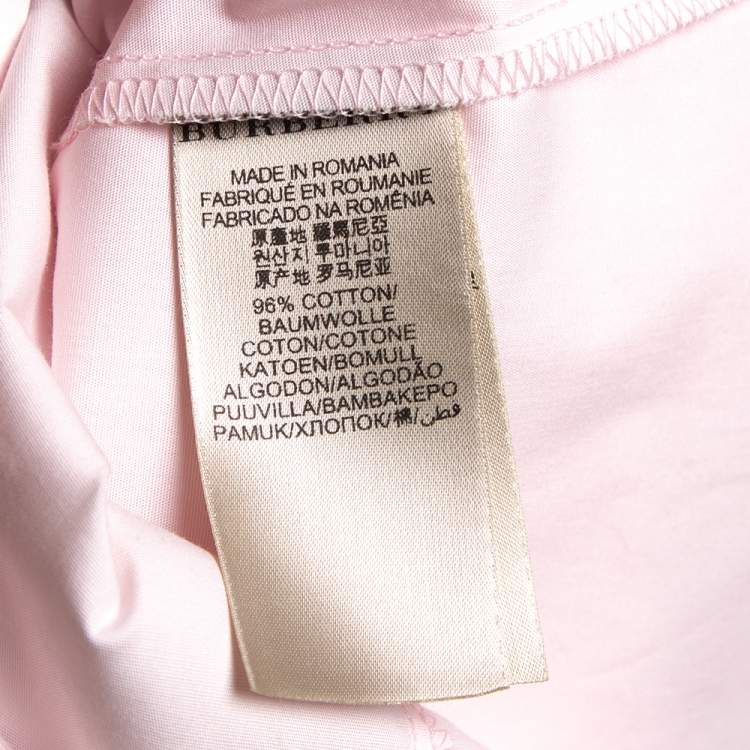 BURBERRY
MADE IN ROMANIA
FABRIQUÉ EN ROUMANIE
FABRICADO NA ROMÊNIA
原產地 羅馬尼亞
원산지 루마니아
原产地 罗马尼亚
96% COTTON/
BAUMWOLLE
COTON/COTONE
KATOEN/BOMULL
ALGODON/ALGODÃO
PUUVILLA/BAMBAKEPO
PAMUK/ХЛОПОК/棉/قطن